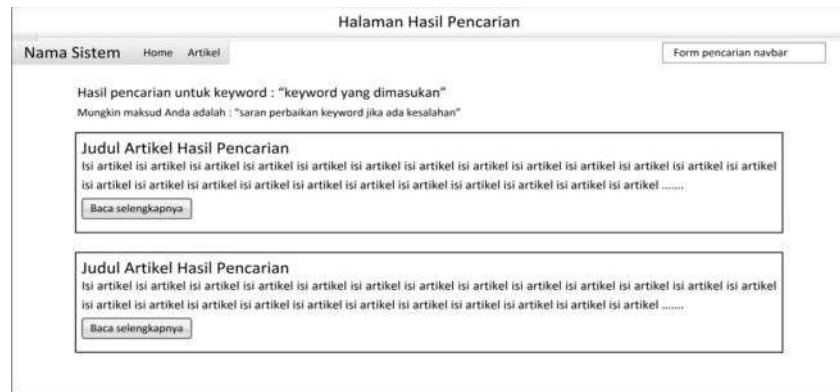 Halaman Hasil Pencarian
Nama Sistem Home Artikel Form pencarian navbar
Hasil pencarian untuk keyword : “keyword yang dimasukan”
Mungkin maksud Anda adalah : “saran perbaikan keyword jika ada kesalahan”
Judul Artikel Hasil Pencarian
Isi artikel isi artikel isi artikel isi artikel isi artikel isi artikel isi artikel isi artikel isi artikel isi artikel isi artikel isi artikel isi artikel isi artikel
isi artikel isi artikel isi artikel isi artikel isi artikel isi artikel isi artikel isi artikel isi artikel isi artikel isi artikel isi artikel .......
Baca selengkapnya
Judul Artikel Hasil Pencarian
Isi artikel isi artikel isi artikel isi artikel isi artikel isi artikel isi artikel isi artikel isi artikel isi artikel isi artikel isi artikel isi artikel isi artikel
isi artikel isi artikel isi artikel isi artikel isi artikel isi artikel isi artikel isi artikel isi artikel isi artikel isi artikel isi artikel .......
Baca selengkapnya